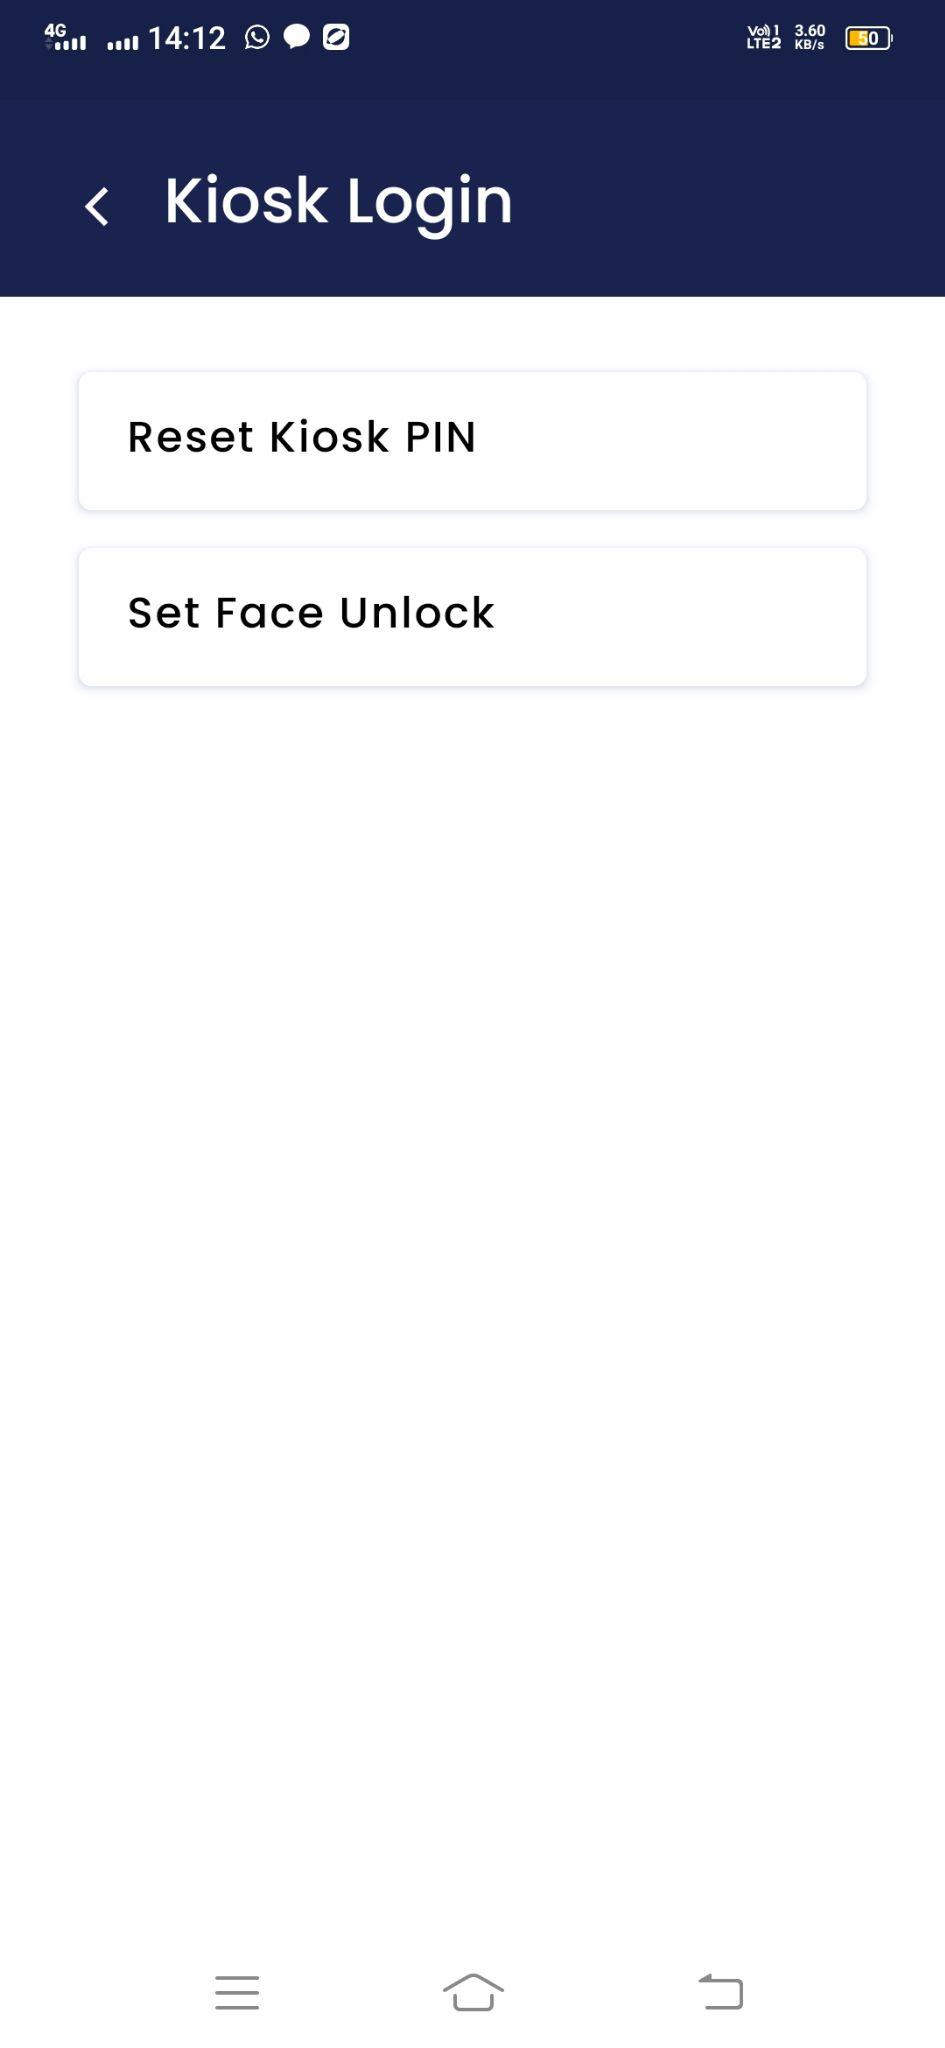 4G 14:12 Vo)) 1 LTE2 3.60 KB/s 50
Kiosk Login
Reset Kiosk PIN
Set Face Unlock